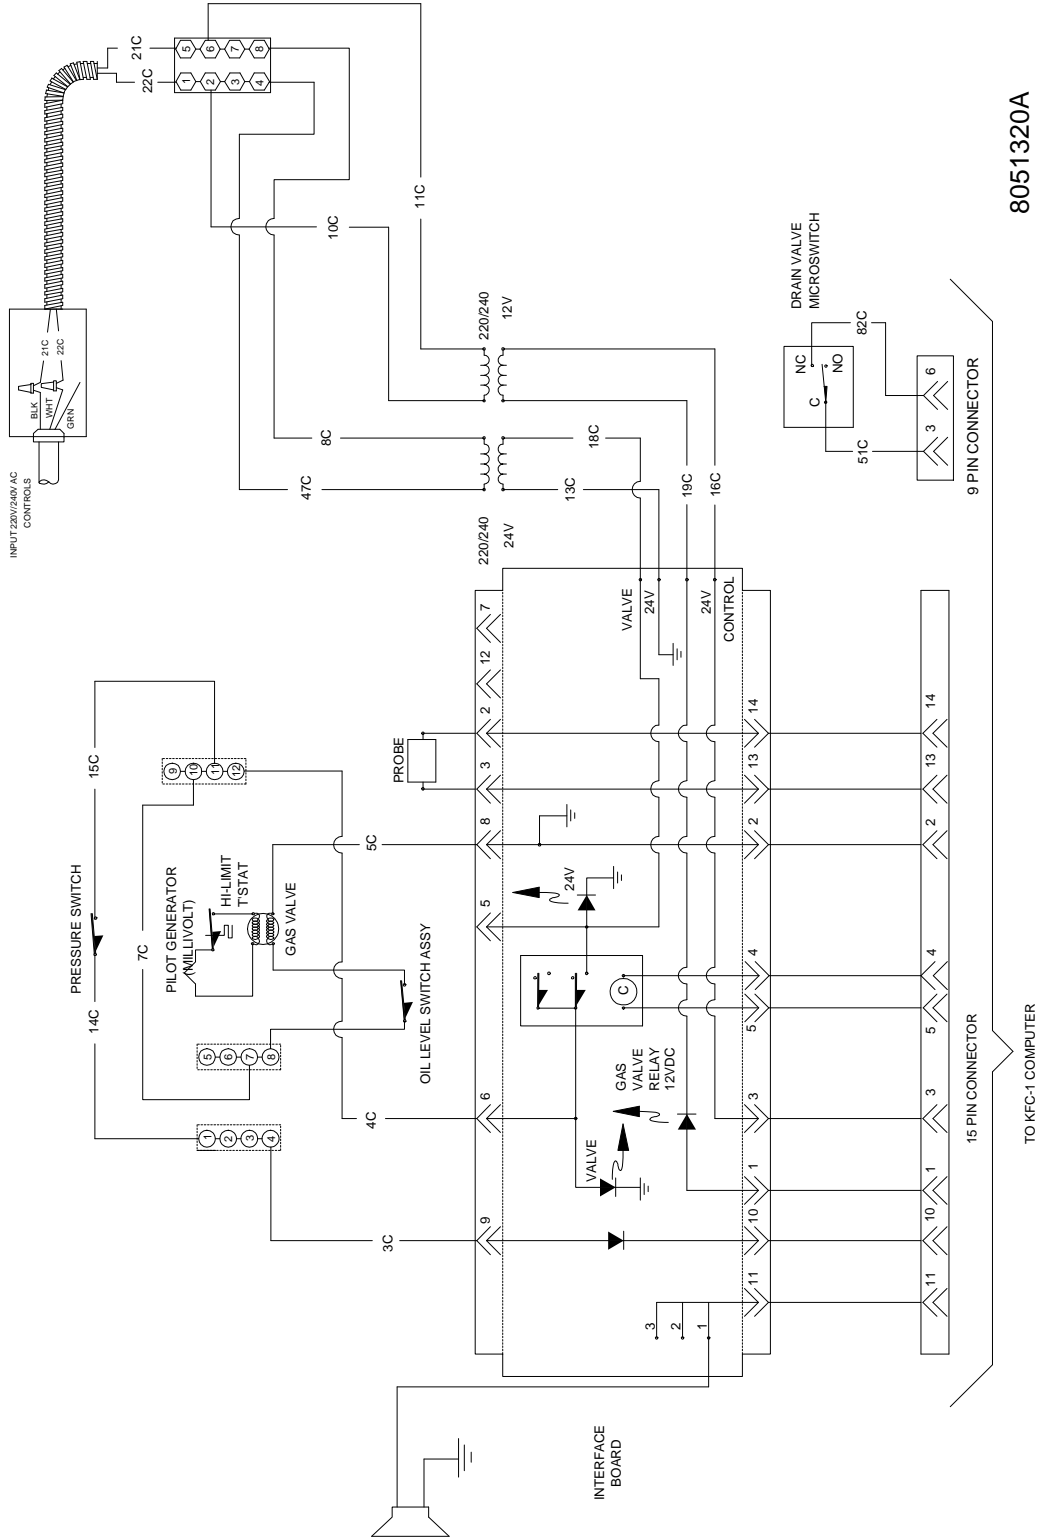 INPUT 220V/240V AC
CONTROLS
BLK
WHT
GRN
21C
22C
21C
22C
5
6
7
8
1
2
3
4
11C
10C
8C
47C
220/240
12V
220/240
24V
18C
13C
19C
16C
DRAIN VALVE
MICROSWITCH
NC
NO
C
82C
51C
6
3
9 PIN CONNECTOR
8051320A
PRESSURE SWITCH
15C
14C
9
10
11
12
7C
PILOT GENERATOR
(MILLIVOLT)
HI-LIMIT
T'STAT
GAS VALVE
OIL LEVEL SWITCH ASSY
5
6
7
8
1
2
3
4
5C
4C
3C
PROBE
7
12
2
3
8
5
6
9
VALVE
24V
24V
CONTROL
24V
C
GAS
VALVE
RELAY
12VDC
VALVE
3
2
1
14
13
2
4
5
3
1
10
11
14
13
2
4
5
3
1
10
11
15 PIN CONNECTOR
TO KFC-1 COMPUTER
INTERFACE
BOARD